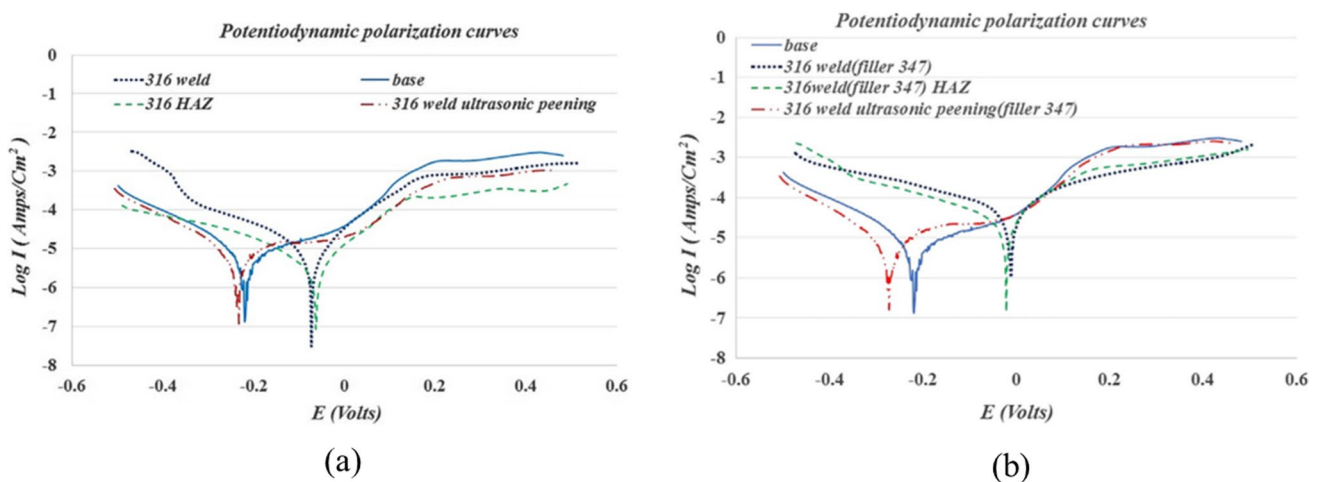 Potentiodynamic polarization curves
0
-1
-2
-3
-4
-5
-6
-7
-8
Log I ( Amps/Cm²)
316 weld
base
316 HAZ
316 weld ultrasonic peening
-0.6 -0.4 -0.2 0 0.2 0.4 0.6
E (Volts)
(a)
Potentiodynamic polarization curves
0
-1
-2
-3
-4
-5
-6
-7
-8
Log I ( Amps/Cm²)
base
316 weld(filler 347)
316weld(filler 347) HAZ
316 weld ultrasonic peening(filler 347)
-0.6 -0.4 -0.2 0 0.2 0.4 0.6
E (Volts)
(b)